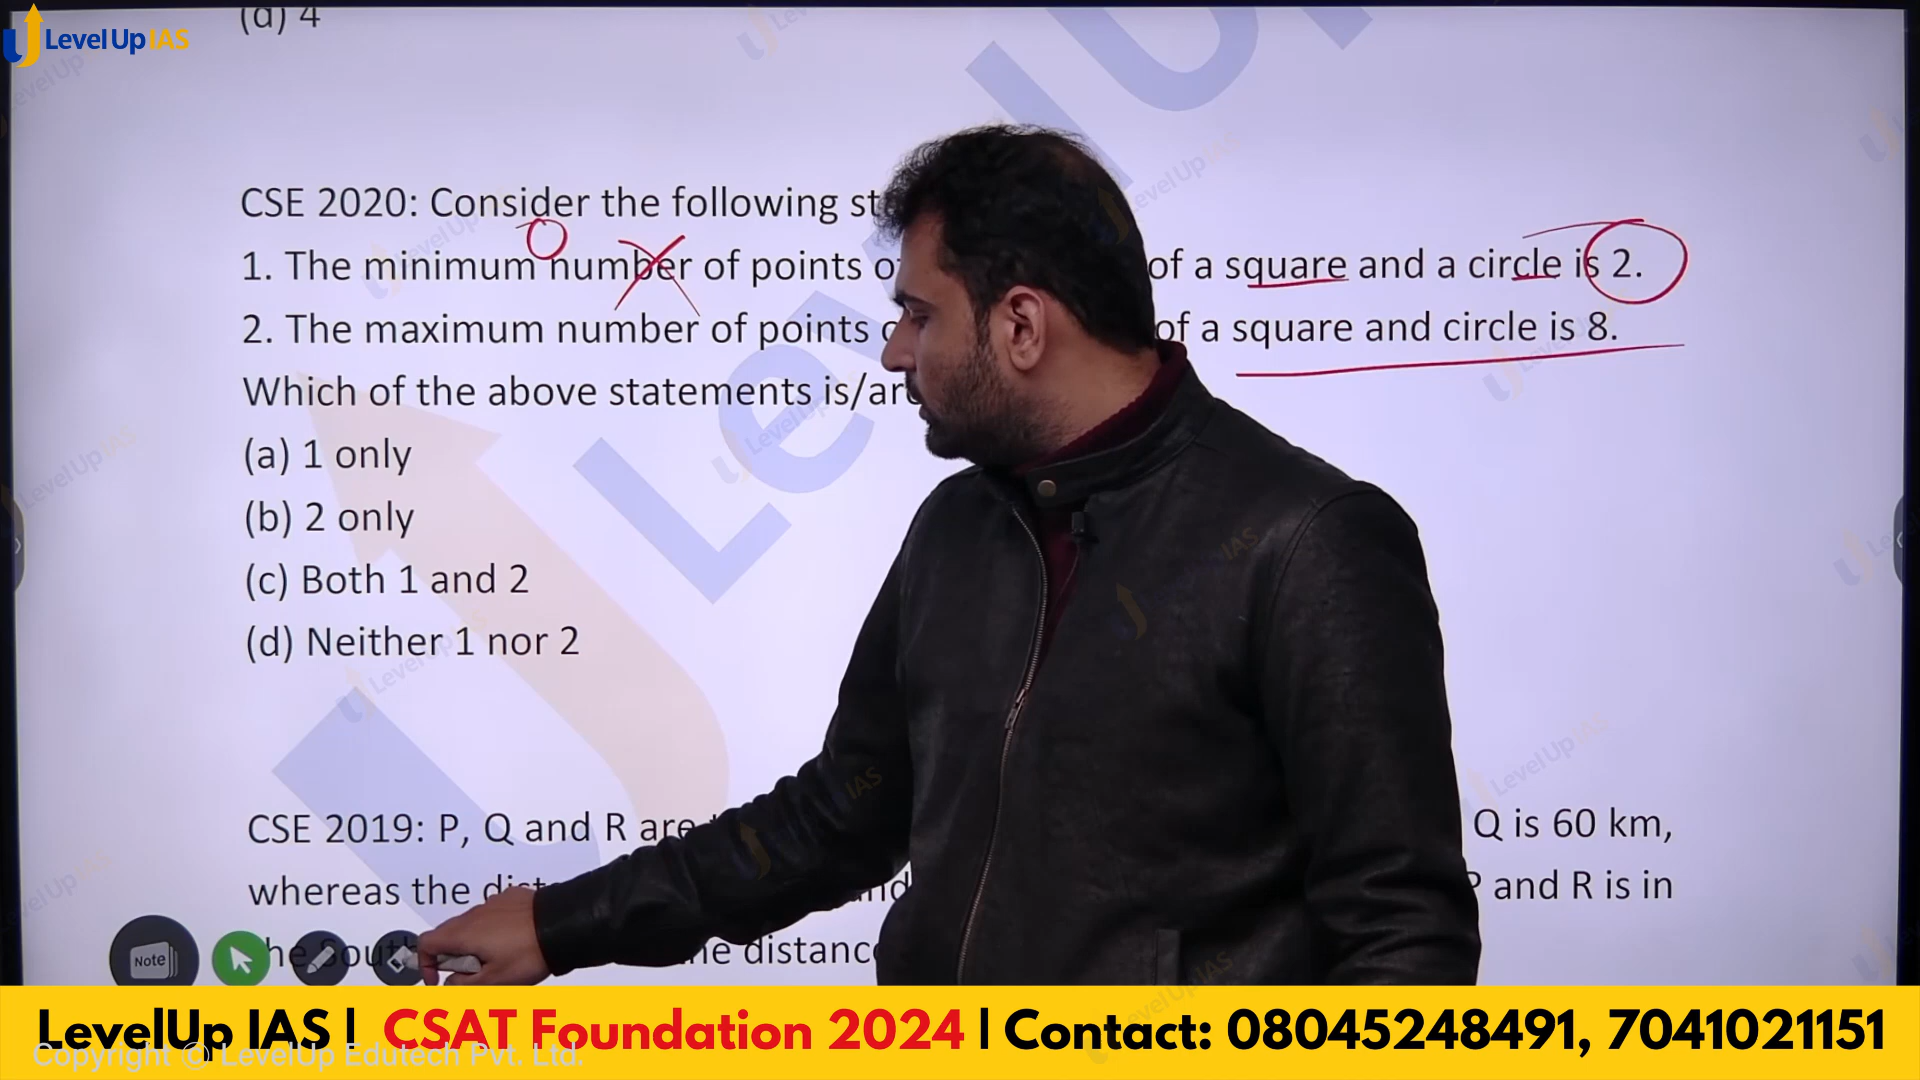 (d) 4
LevelUp IAS
CSE 2020: Consider the following
1. The minimum number of points of a square and a circle is 2.
2. The maximum number of points of a square and circle is 8.
Which of the above statements is/are
(a) 1 only
(b) 2 only
(c) Both 1 and 2
(d) Neither 1 nor 2
CSE 2019: P, Q and R are Q is 60 km,
whereas the P and R is in
the South distance
Note
LevelUp IAS | CSAT Foundation 2024 | Contact: 08045248491, 7041021151
Copyright © LevelUp Edutech Pvt. Ltd.